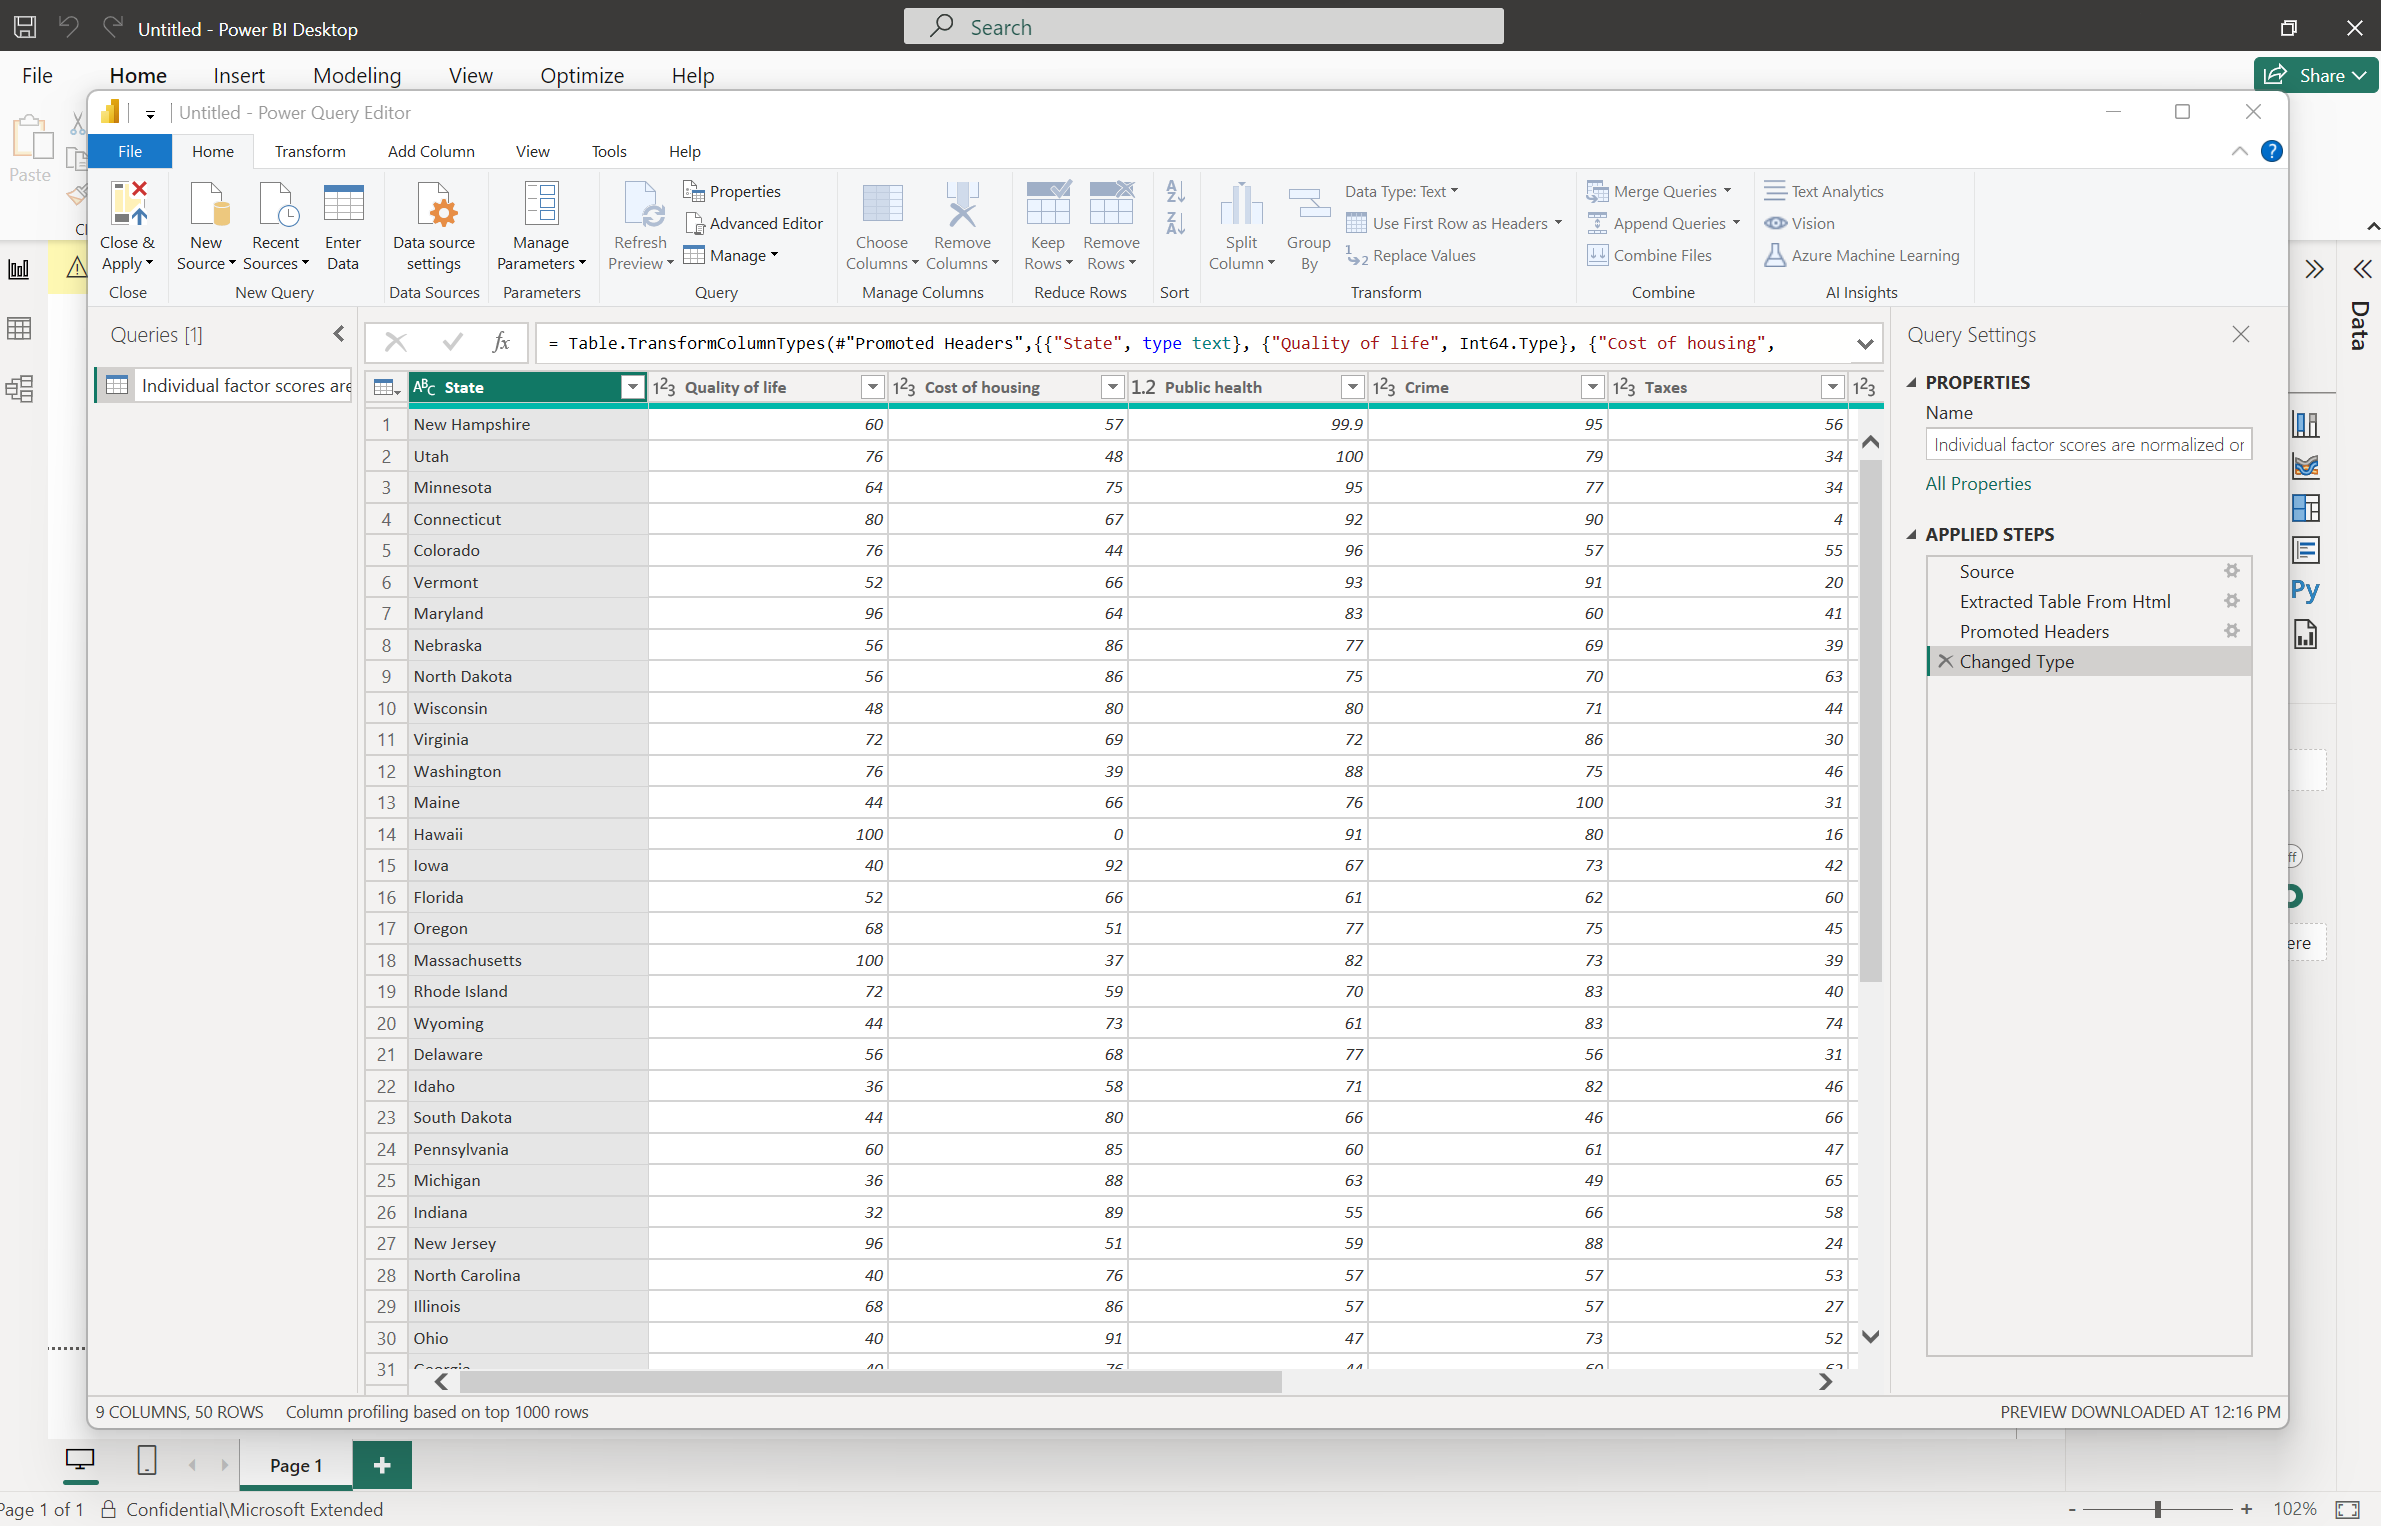 Untitled - Power BI Desktop
Search
File Home Insert Modeling View Optimize Help
Share
Paste
Untitled - Power Query Editor
File Home Transform Add Column View Tools Help
Close & Apply
New Source
Recent Sources
Enter Data
Data source settings
Manage Parameters
Refresh Preview
Properties
Advanced Editor
Manage
Choose Columns
Remove Columns
Keep Rows
Remove Rows
Split Column
Group By
Data Type: Text
Use First Row as Headers
Replace Values
Merge Queries
Append Queries
Combine Files
Text Analytics
Vision
Azure Machine Learning
Close New Query Data Sources Parameters Query Manage Columns Reduce Rows Sort Transform Combine AI Insights
Queries [1]
Individual factor scores are
fx = Table.TransformColumnTypes(#"Promoted Headers",{{"State", type text}, {"Quality of life", Int64.Type}, {"Cost of housing",
State Quality of life Cost of housing Public health Crime Taxes
1 New Hampshire 60 57 99.9 95 56
2 Utah 76 48 100 79 34
3 Minnesota 64 75 95 77 34
4 Connecticut 80 67 92 90 4
5 Colorado 76 44 96 57 55
6 Vermont 52 66 93 91 20
7 Maryland 96 64 83 60 41
8 Nebraska 56 86 77 69 39
9 North Dakota 56 86 75 70 63
10 Wisconsin 48 80 80 71 44
11 Virginia 72 69 72 86 30
12 Washington 76 39 88 75 46
13 Maine 44 66 76 100 31
14 Hawaii 100 0 91 80 16
15 Iowa 40 92 67 73 42
16 Florida 52 66 61 62 60
17 Oregon 68 51 77 75 45
18 Massachusetts 100 37 82 73 39
19 Rhode Island 72 59 70 83 40
20 Wyoming 44 73 61 83 74
21 Delaware 56 68 77 56 31
22 Idaho 36 58 71 82 46
23 South Dakota 44 80 66 46 66
24 Pennsylvania 60 85 60 61 47
25 Michigan 36 88 63 49 65
26 Indiana 32 89 55 66 58
27 New Jersey 96 51 59 88 24
28 North Carolina 40 76 57 57 53
29 Illinois 68 86 57 57 27
30 Ohio 40 91 47 73 52
31 Georgia 40 76 44 60
Query Settings
PROPERTIES
Name
Individual factor scores are normalized or
All Properties
APPLIED STEPS
Source
Extracted Table From Html
Promoted Headers
Changed Type
Data
Py
ere
9 COLUMNS, 50 ROWS Column profiling based on top 1000 rows
PREVIEW DOWNLOADED AT 12:16 PM
Page 1
Page 1 of 1 Confidential\Microsoft Extended
- + 102%